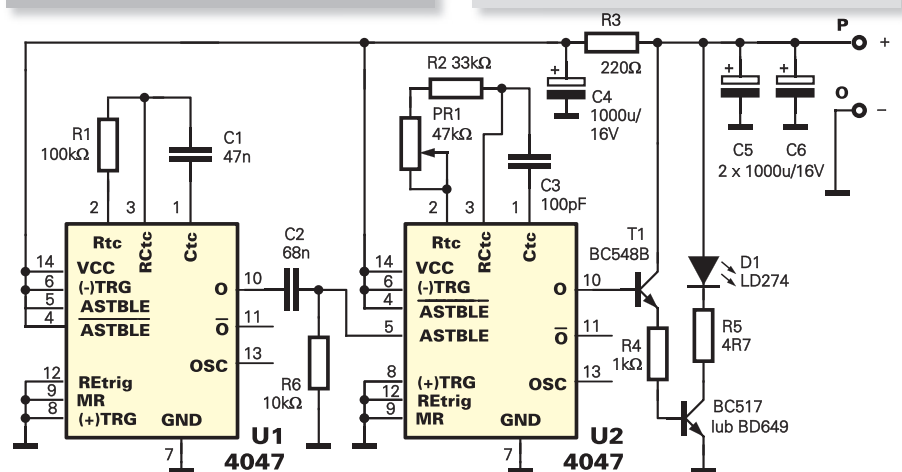 R3
220Ω
P
+
O
−
R2 33kΩ
PR1
47kΩ
+
C4
1000u/
16V
+
+
C5
C6
2 x 1000u/16V
R1
100kΩ
C1
47n
C3
100pF
2
3
1
Rtc
RCtc
Ctc
14
VCC
6
(-)TRG
5
ASTBLE
4
ASTBLE
12
REtrig
9
MR
8
(+)TRG
O
10
O
11
OSC
13
GND
7
U1
4047
C2
68n
R6
10kΩ
2
3
1
Rtc
RCtc
Ctc
14
VCC
6
(-)TRG
4
ASTBLE
5
ASTBLE
8
(+)TRG
12
REtrig
9
MR
O
10
O
11
OSC
13
GND
7
U2
4047
T1
BC548B
R4
1kΩ
D1
LD274
R5
4R7
BC517
lub BD649